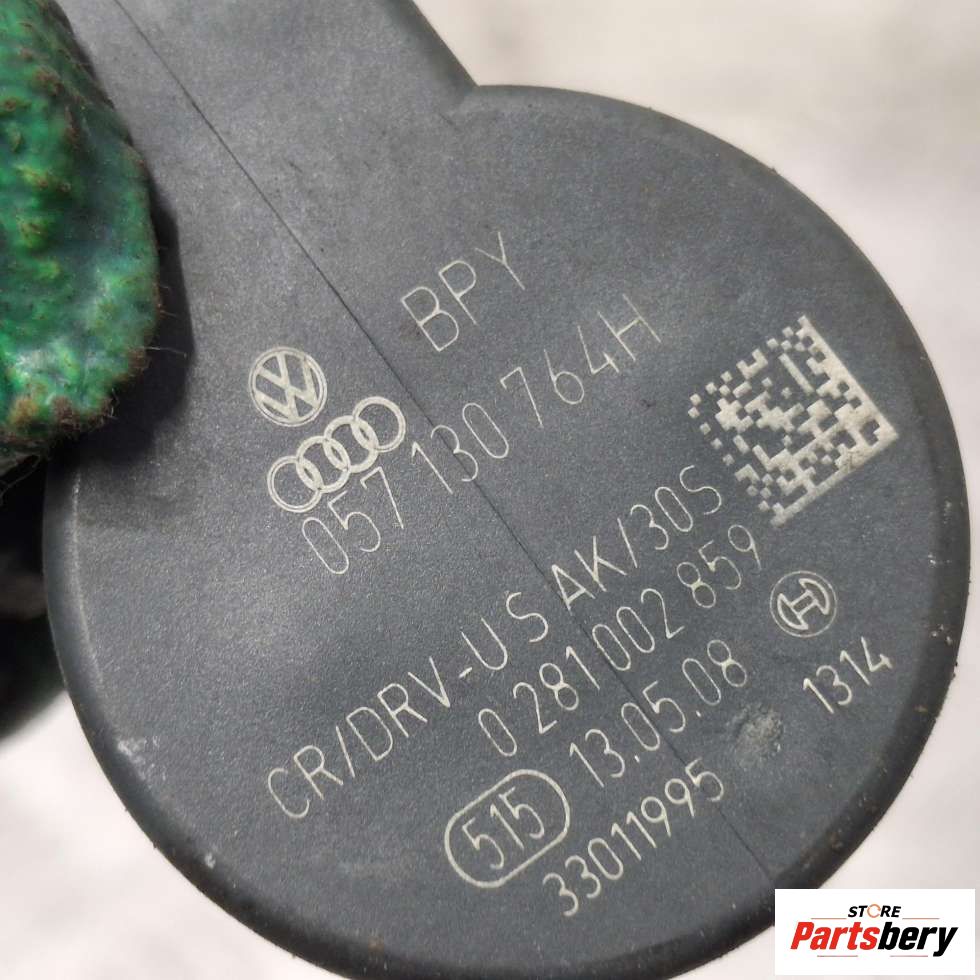 BPY
057 130 764H
CR/DRV-U S AK/30S
0 281 002 859
515 13.05.08 1314
33011995
STORE
Partsbery